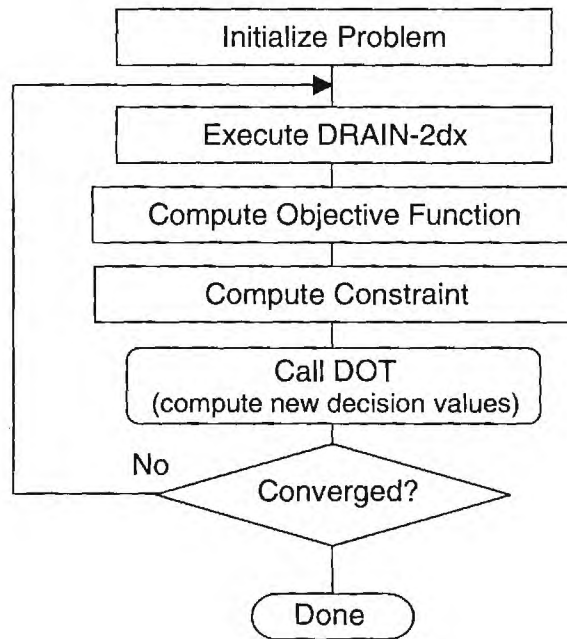 Initialize Problem
Execute DRAIN-2dx
Compute Objective Function
Compute Constraint
Call DOT
(compute new decision values)
No
Converged?
Done